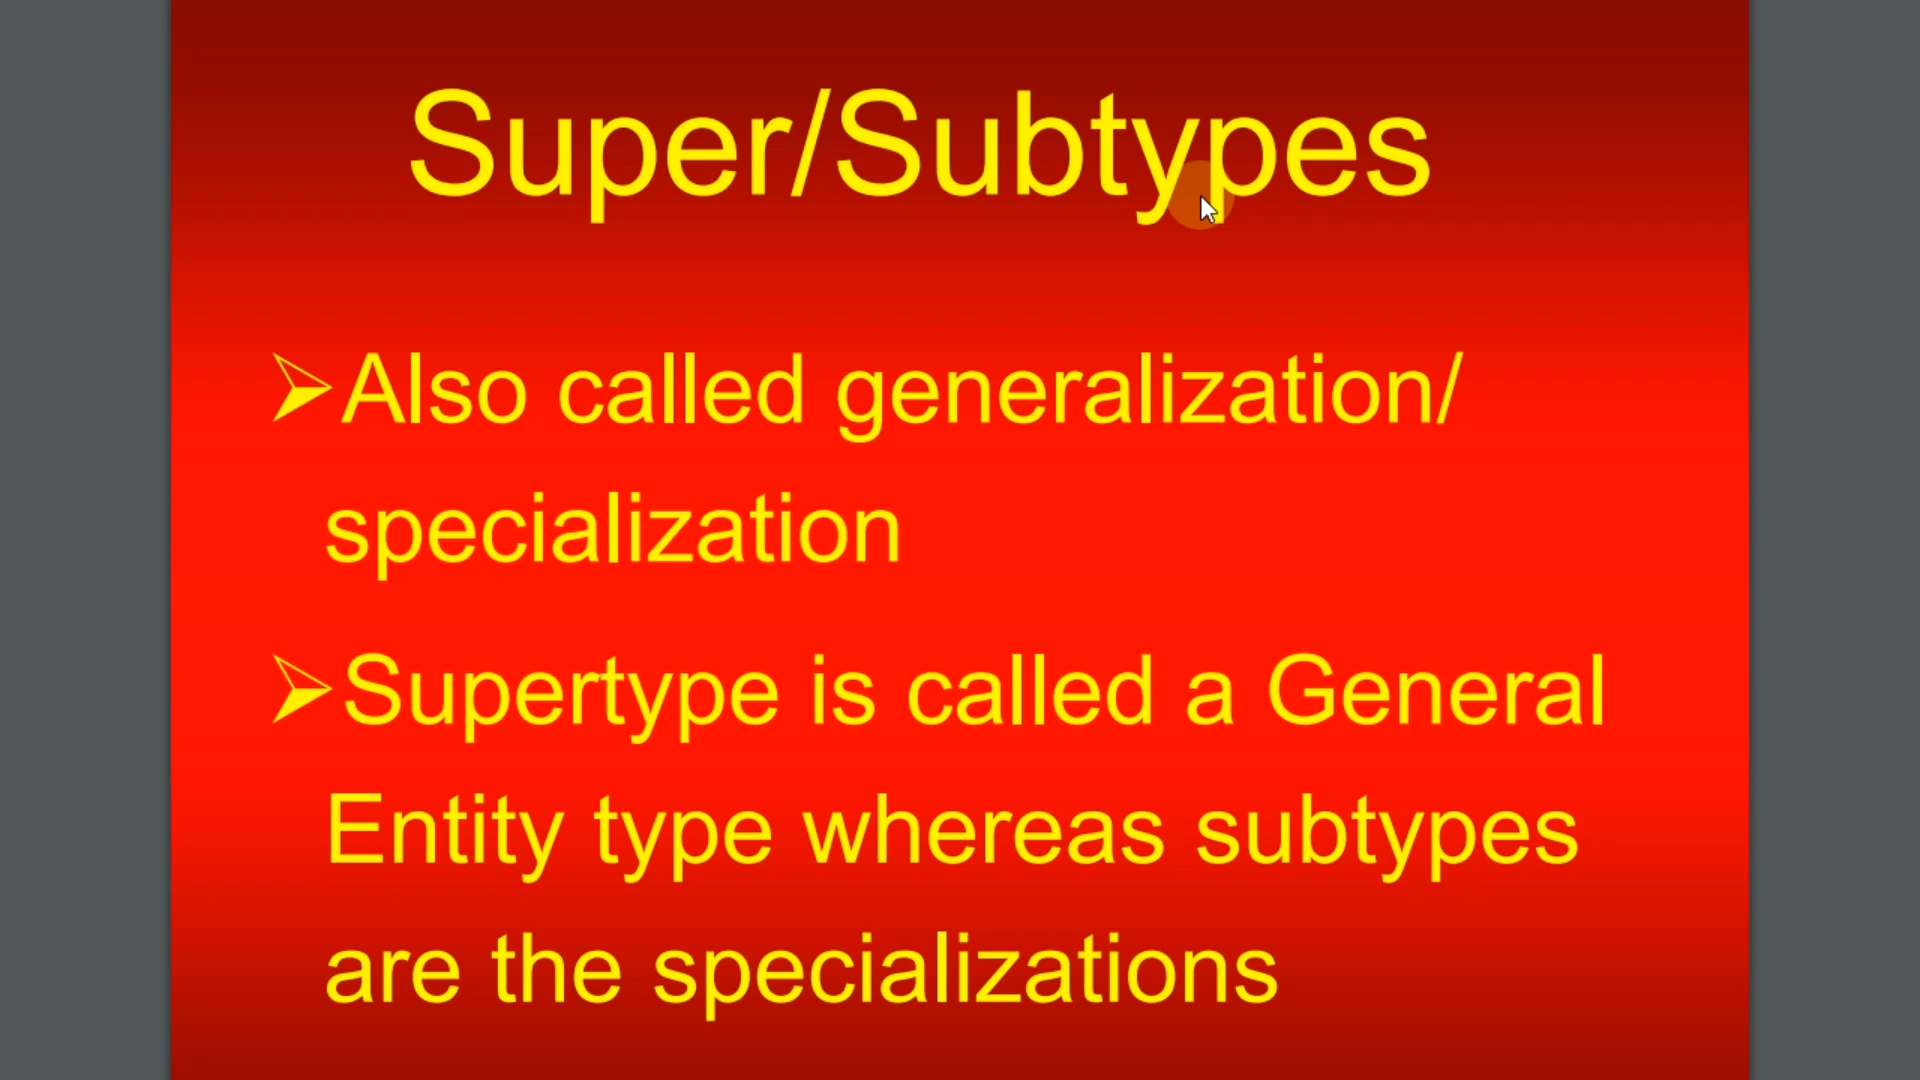 Super/Subtypes
➢Also called generalization/
specialization
➢Supertype is called a General
Entity type whereas subtypes
are the specializations